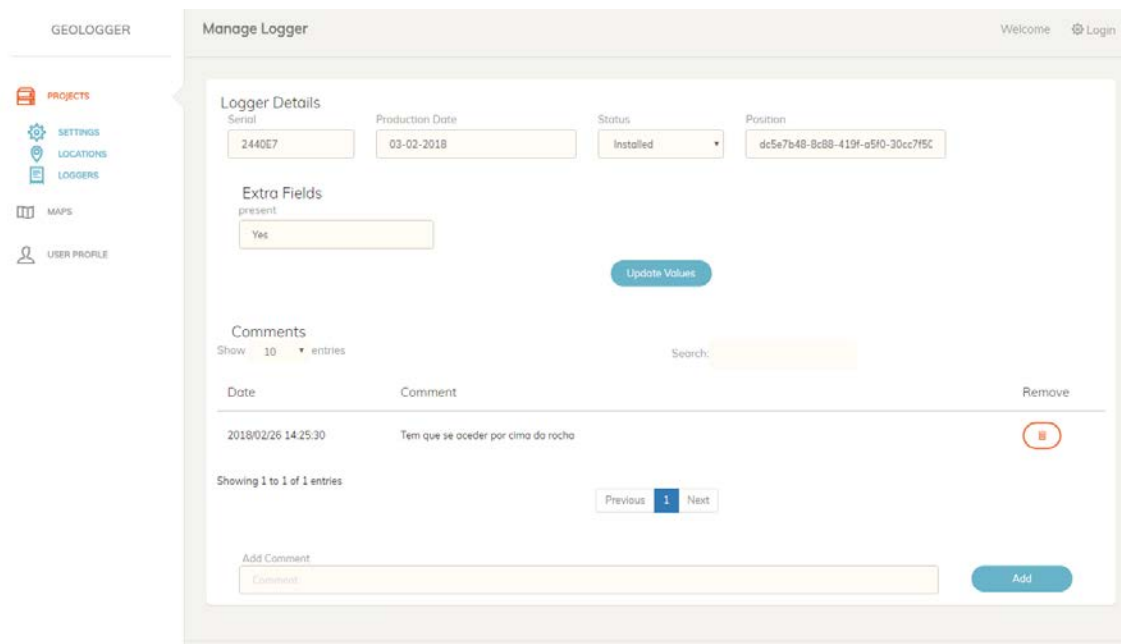 GEOLOGGER
Manage Logger
Welcome Login
PROJECTS
SETTINGS
LOCATIONS
LOGGERS
MAPS
USER PROFILE
Logger Details
Serial Production Date Status Position
2440E7 03-02-2018 Installed dc5e7b48-8c88-419f-a5f0-30cc7f5C
Extra Fields
present
Yes
Update Values
Comments
Show 10 entries Search:
Date Comment Remove
2018/02/26 14:25:30 Tem que se aceder por cima da rocha
Showing 1 to 1 of 1 entries
Previous 1 Next
Add Comment
Comment
Add